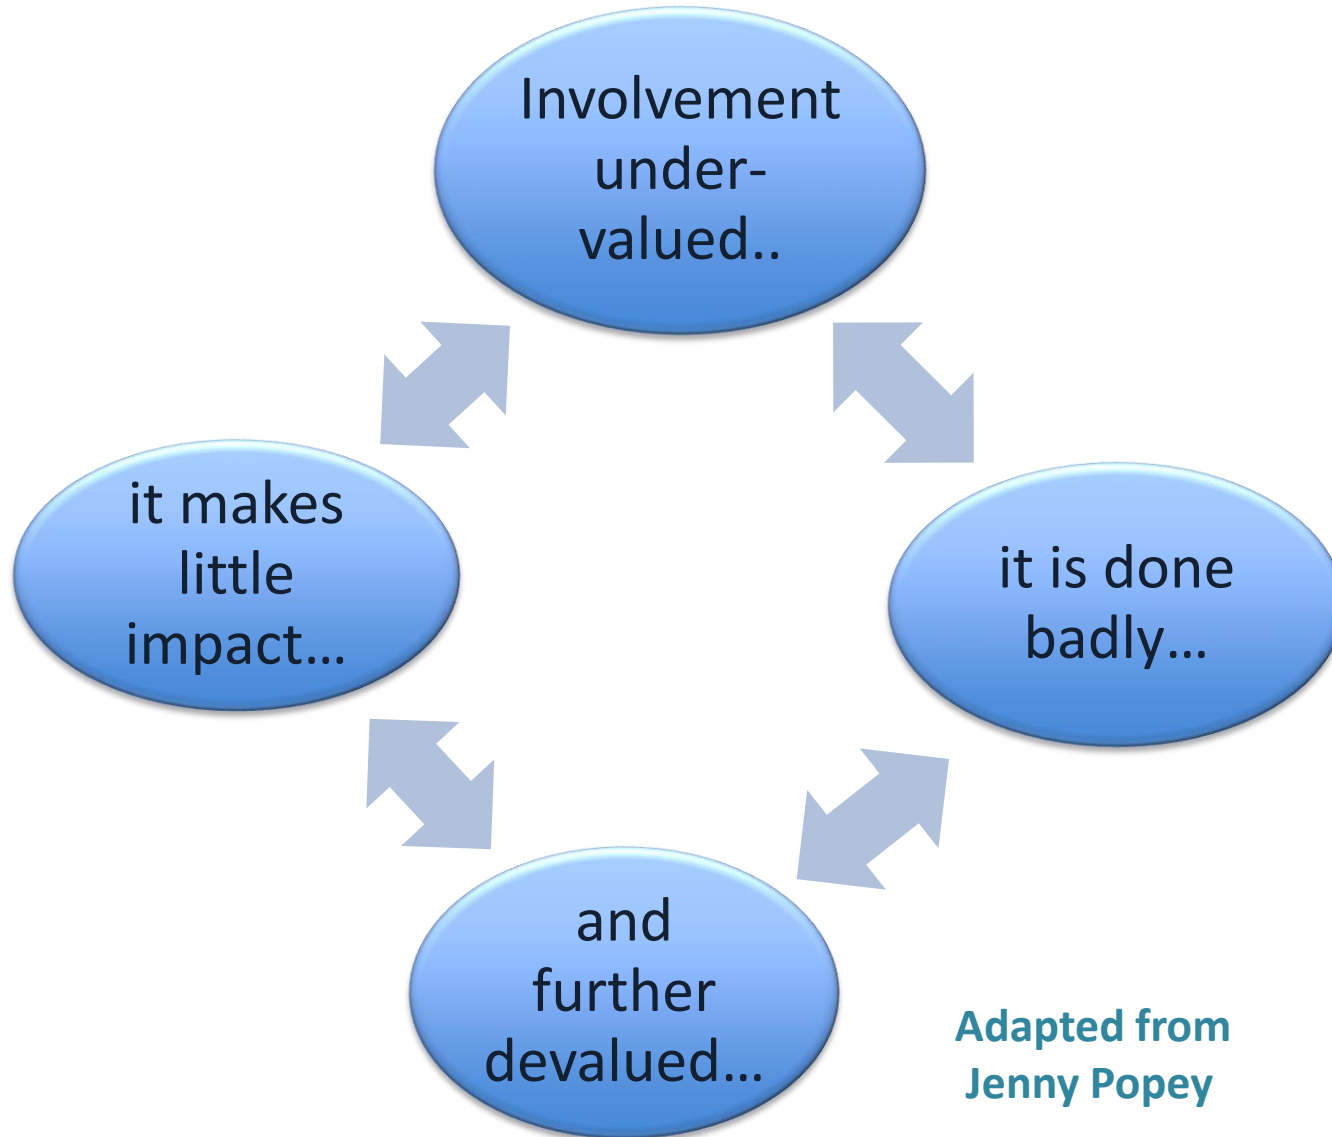 Involvement
under-
valued..
it makes
little
impact…
it is done
badly…
and
further
devalued…
Adapted from
Jenny Popey